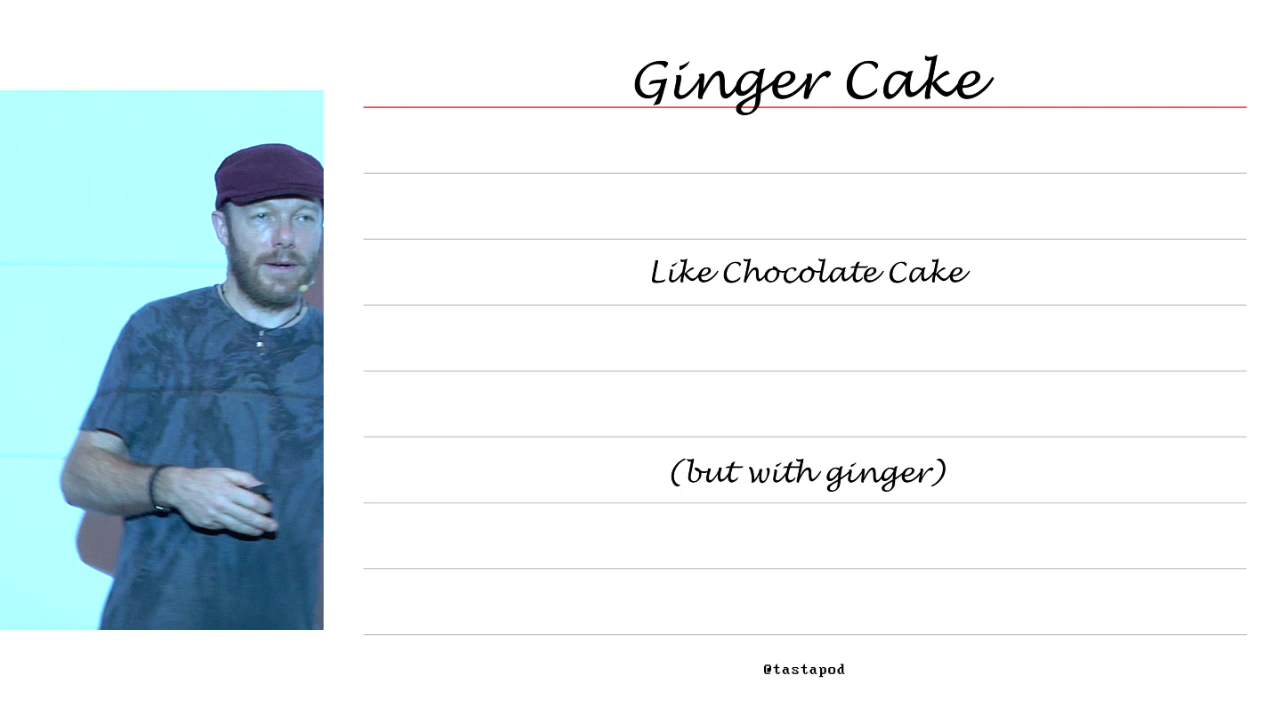 Ginger Cake
Like Chocolate Cake
(but with ginger)
@tastapod